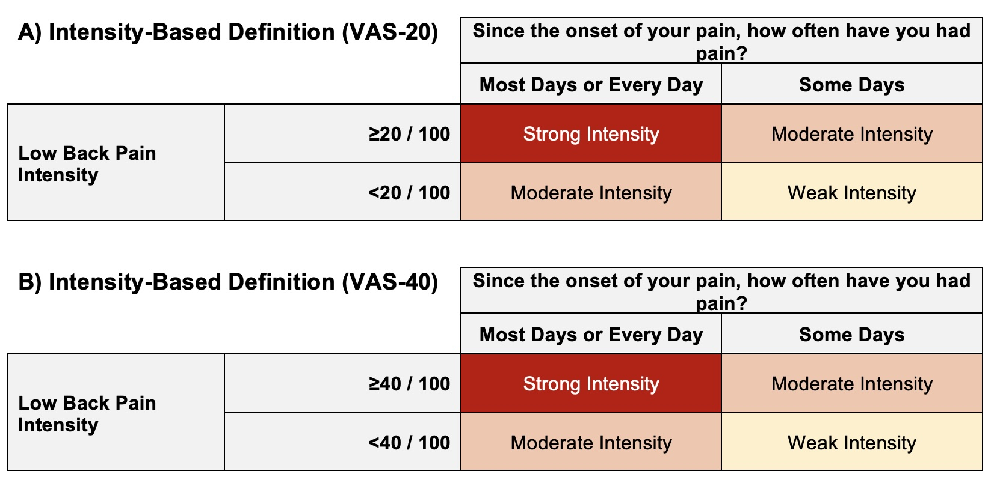 A) Intensity-Based Definition (VAS-20)
Since the onset of your pain, how often have you had
pain?
Most Days or Every Day
Some Days
Low Back Pain
Intensity
≥20 / 100
Strong Intensity
Moderate Intensity
<20 / 100
Moderate Intensity
Weak Intensity
B) Intensity-Based Definition (VAS-40)
Since the onset of your pain, how often have you had
pain?
Most Days or Every Day
Some Days
Low Back Pain
Intensity
≥40 / 100
Strong Intensity
Moderate Intensity
<40 / 100
Moderate Intensity
Weak Intensity